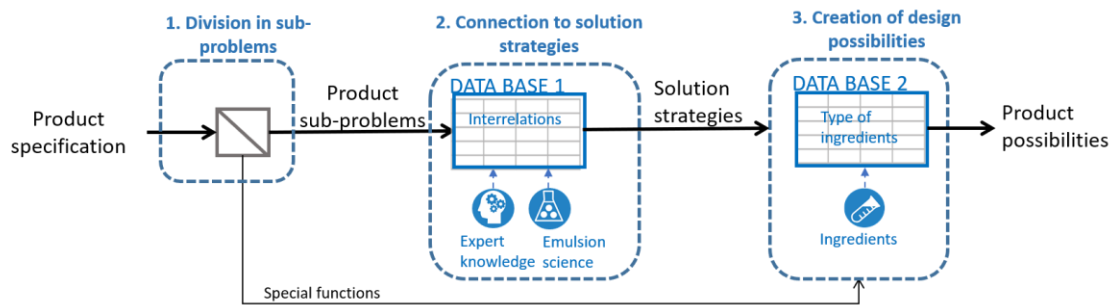 1. Division in sub-
problems
2. Connection to solution
strategies
3. Creation of design
possibilities
Product
specification
Product
sub-problems
DATA BASE 1
Interrelations
Expert
knowledge
Emulsion
science
Solution
strategies
DATA BASE 2
Type of
ingredients
Ingredients
Product
possibilities
Special functions